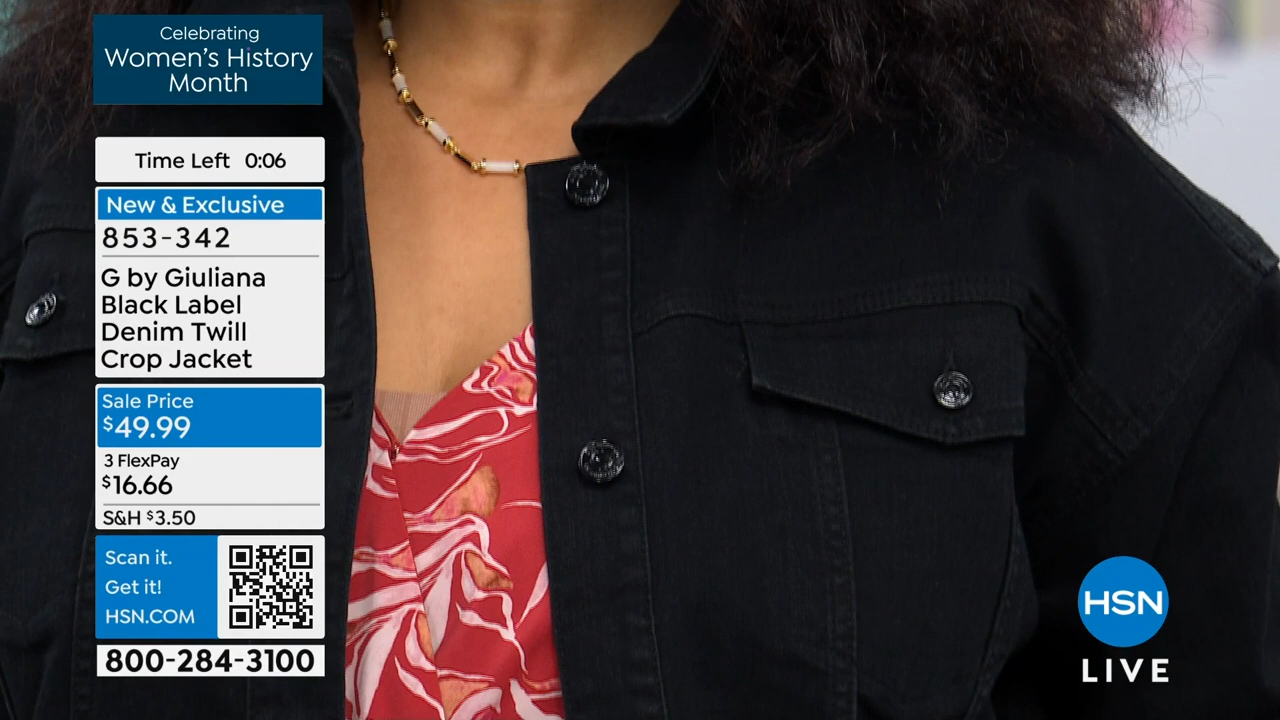 Celebrating
Women's History
Month
Time Left 0:06
New & Exclusive
853-342
G by Giuliana
Black Label
Denim Twill
Crop Jacket
Sale Price
$49.99
3 FlexPay
$16.66
S&H $3.50
Scan it.
Get it!
HSN.COM
800-284-3100
HSN
LIVE